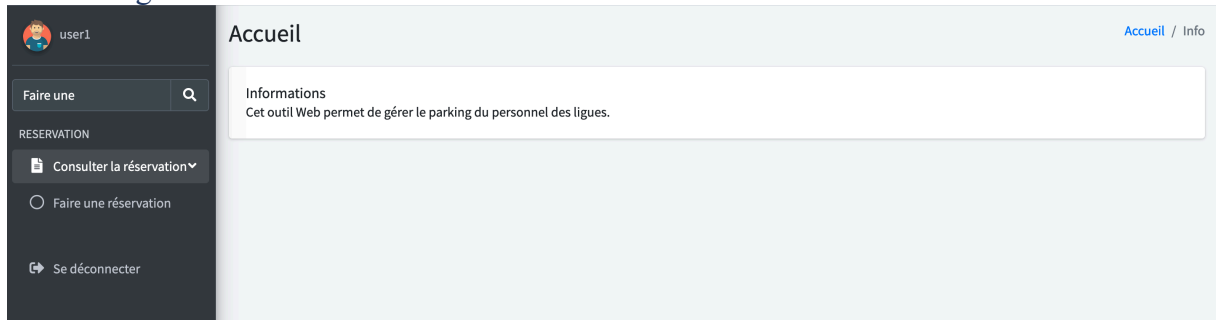 user1
Faire une
RESERVATION
Consulter la réservation
Faire une réservation
Se déconnecter
Accueil
Accueil / Info
Informations
Cet outil Web permet de gérer le parking du personnel des ligues.